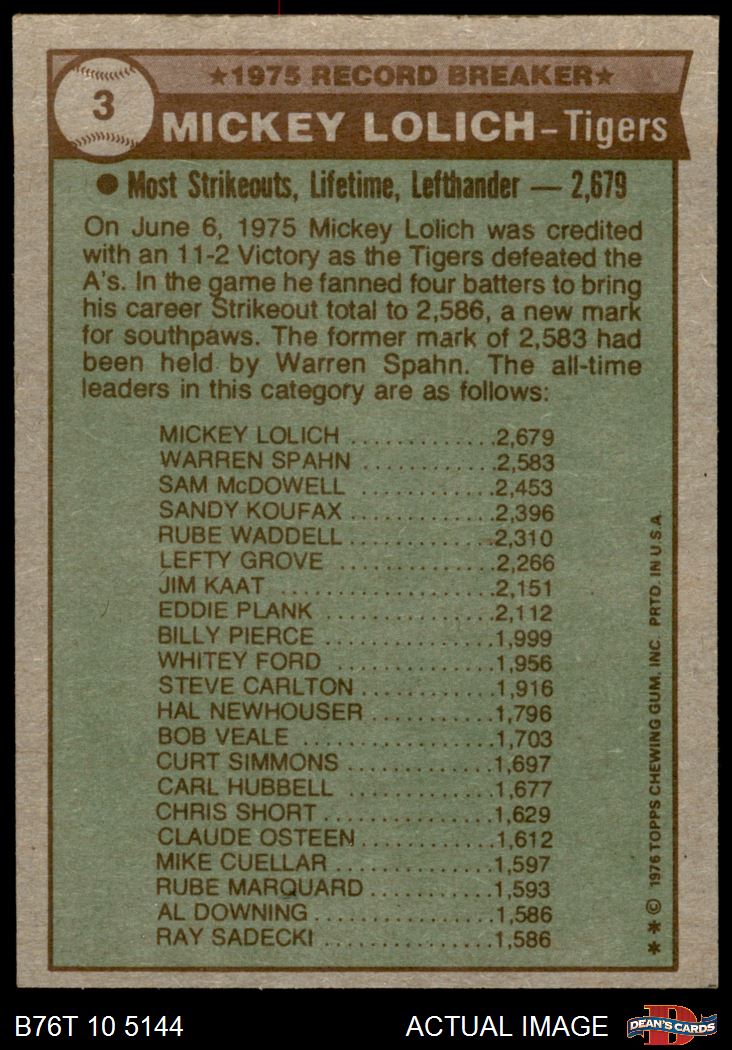 3
★1975 RECORD BREAKER★
MICKEY LOLICH – Tigers
● Most Strikeouts, Lifetime, Lefthander — 2,679
On June 6, 1975 Mickey Lolich was credited
with an 11-2 Victory as the Tigers defeated the
A's. In the game he fanned four batters to bring
his career Strikeout total to 2,586, a new mark
for southpaws. The former mark of 2,583 had
been held by Warren Spahn. The all-time
leaders in this category are as follows:
MICKEY LOLICH .............2,679
WARREN SPAHN ............2,583
SAM McDOWELL .............2,453
SANDY KOUFAX .............2,396
RUBE WADDELL.............2,310
LEFTY GROVE ..............2,266
JIM KAAT ..................2,151
EDDIE PLANK ...............2,112
BILLY PIERCE ..............1,999
WHITEY FORD .............1,956
STEVE CARLTON ...........1,916
HAL NEWHOUSER ..........1,796
BOB VEALE ................1,703
CURT SIMMONS ............1,697
CARL HUBBELL .............1,677
CHRIS SHORT ..............1,629
CLAUDE OSTEEN ...........1,612
MIKE CUELLAR .............1,597
RUBE MARQUARD ..........1,593
AL DOWNING ..............1,586
RAY SADECKI ..............1,586
* * © 1976 TOPPS CHEWING GUM, INC. PRTD. IN U.S.A.
B76T 10 5144
ACTUAL IMAGE
D
DEAN'S CARDS